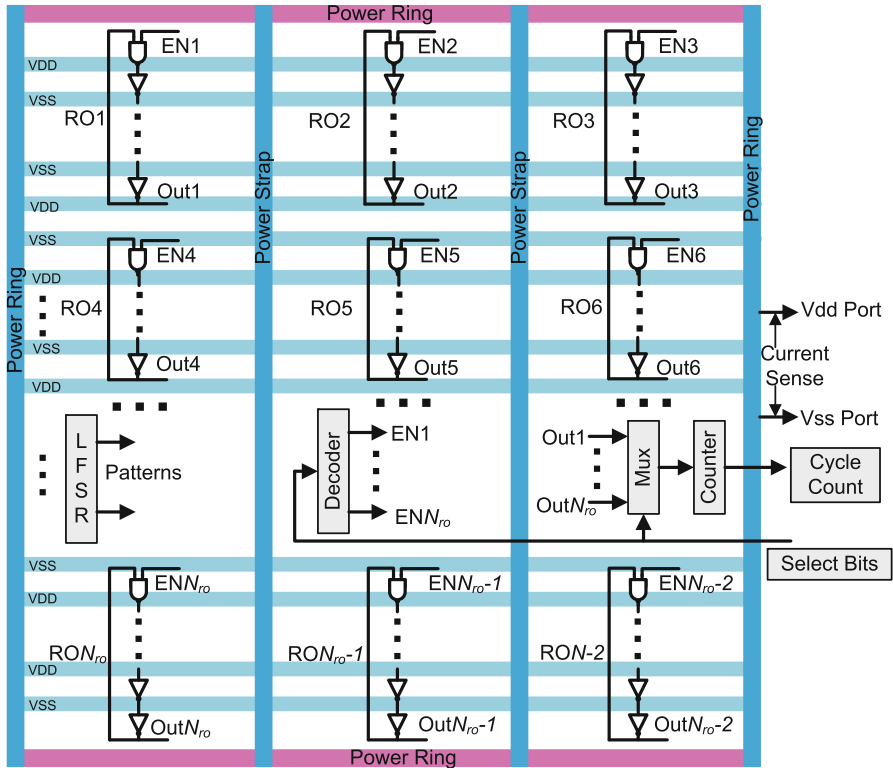 Power Ring
EN1
EN2
EN3
VDD
VSS
RO1
RO2
RO3
VSS
Out1
Out2
Out3
VDD
Power Strap
Power Strap
Power Ring
VSS
EN4
EN5
EN6
VDD
RO4
RO5
RO6
Power Ring
VSS
Out4
Out5
Out6
VDD
Vdd Port
Current
Sense
Vss Port
L
F
S
R
Patterns
Decoder
EN1
ENNro
Out1
OutNro
Mux
Counter
Cycle
Count
Select Bits
VSS
ENNro
ENNro-1
ENNro-2
VDD
RONro
RONro-1
RON-2
VDD
VSS
OutNro
OutNro-1
OutNro-2
Power Ring